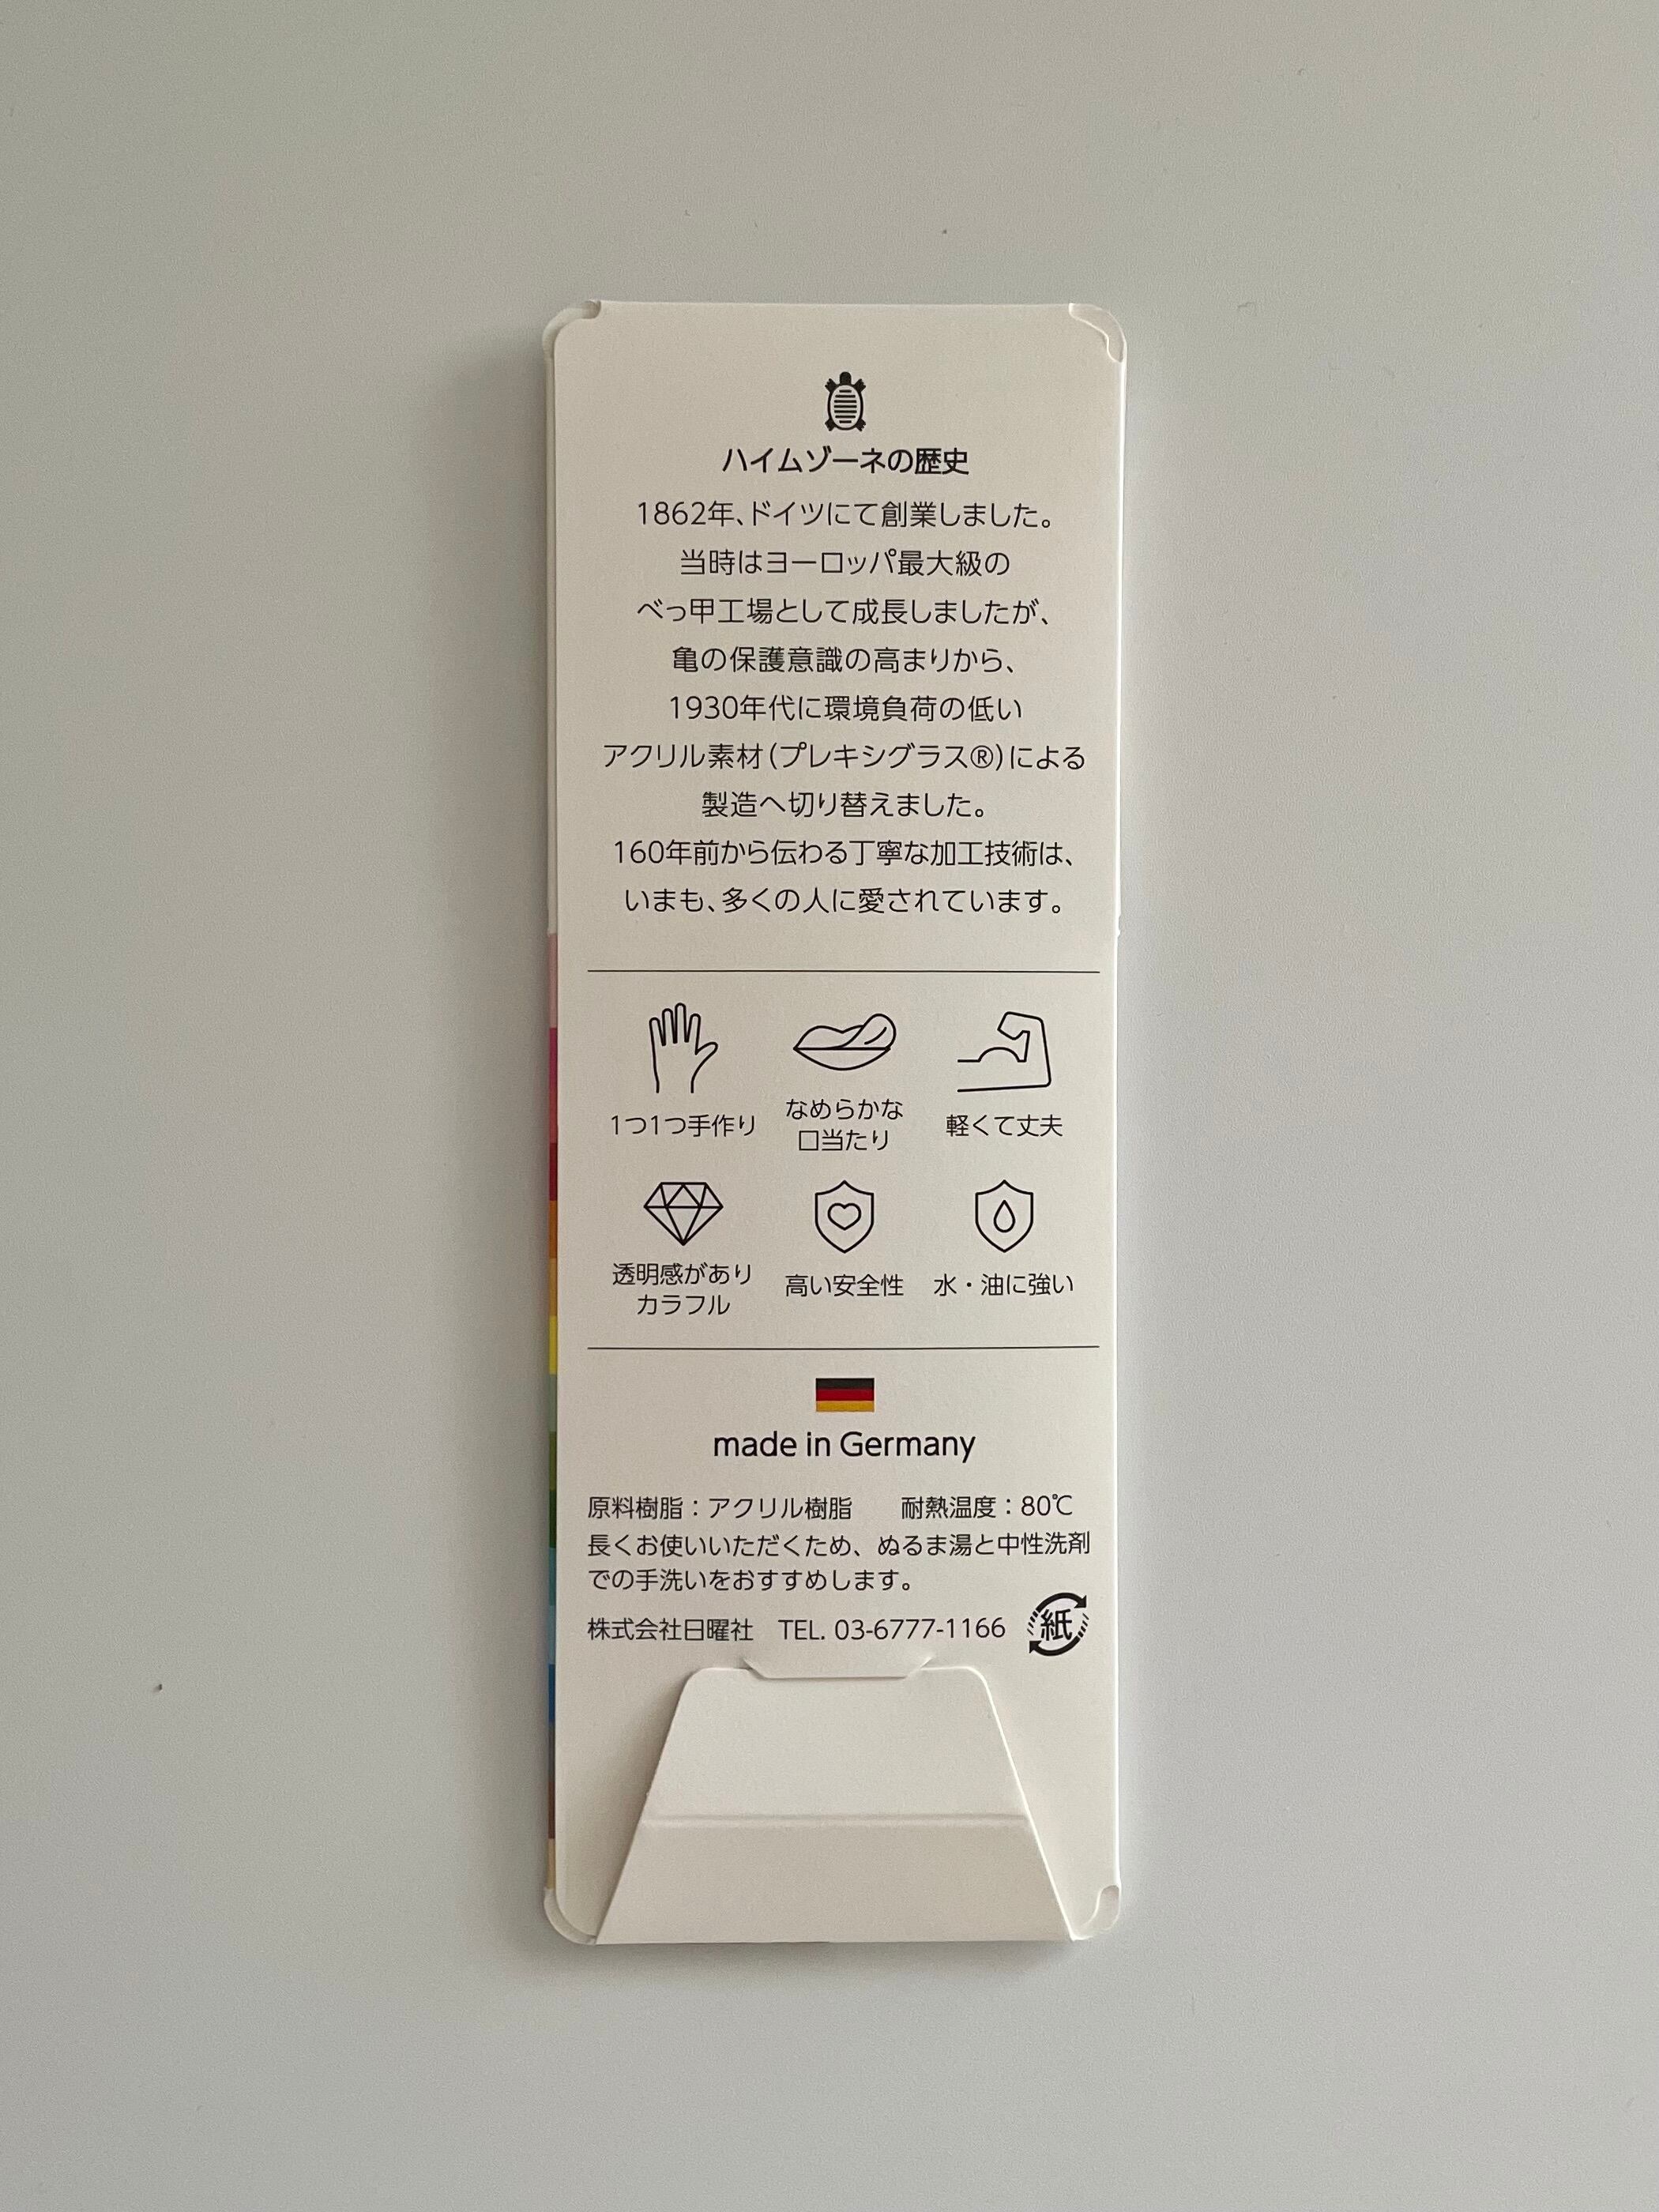 ハイムゾーネの歴史
1862年、ドイツにて創業しました。
当時はヨーロッパ最大級の
べっ甲工場として成長しましたが、
亀の保護意識の高まりから、
1930年代に環境負荷の低い
アクリル素材(プレキシグラス®)による
製造へ切り替えました。
160年前から伝わる丁寧な加工技術は、
いまも、多くの人に愛されています。
1つ1つ手作り
なめらかな
口当たり
軽くて丈夫
透明感があり
カラフル
高い安全性
水・油に強い
made in Germany
原料樹脂：アクリル樹脂　耐熱温度：80℃
長くお使いいただくため、ぬるま湯と中性洗剤
での手洗いをおすすめします。
株式会社日曜社　TEL. 03-6777-1166
紙